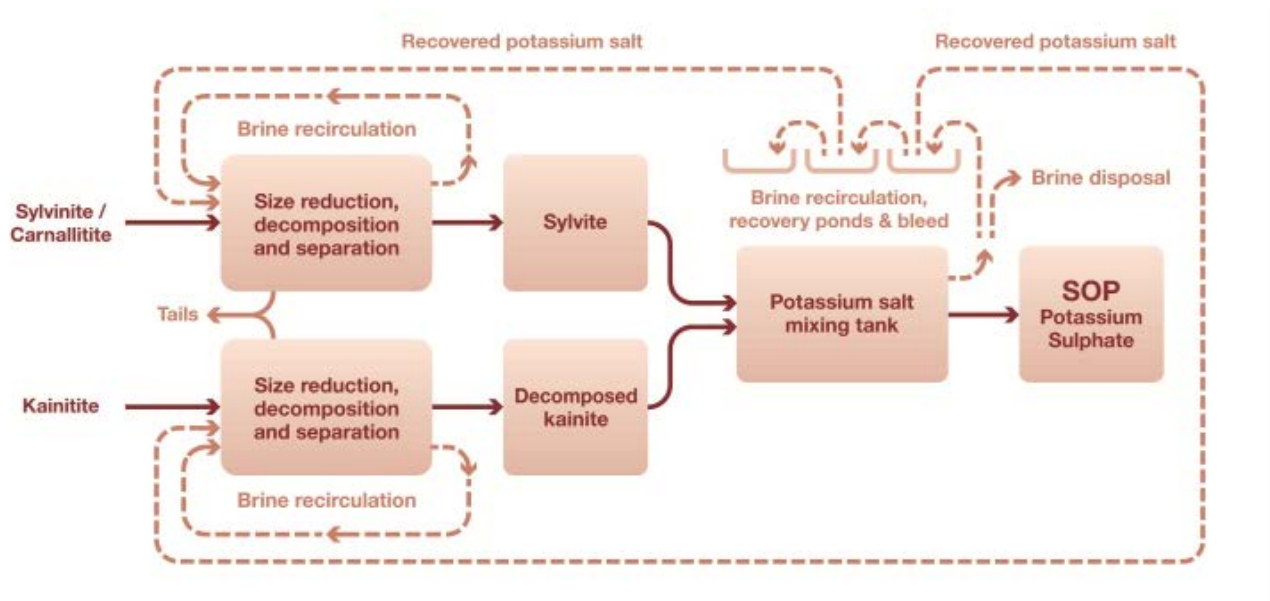 Recovered potassium salt
Recovered potassium salt
Brine recirculation
Sylvinite /
Carnallitite
Size reduction,
decomposition
and separation
Sylvite
Brine recirculation,
recovery ponds & bleed
Brine disposal
Tails
Potassium salt
mixing tank
SOP
Potassium
Sulphate
Kainitite
Size reduction,
decomposition
and separation
Decomposed
kainite
Brine recirculation